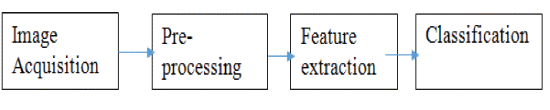 Image
Acquisition
Pre-
processing
Feature
extraction
Classification